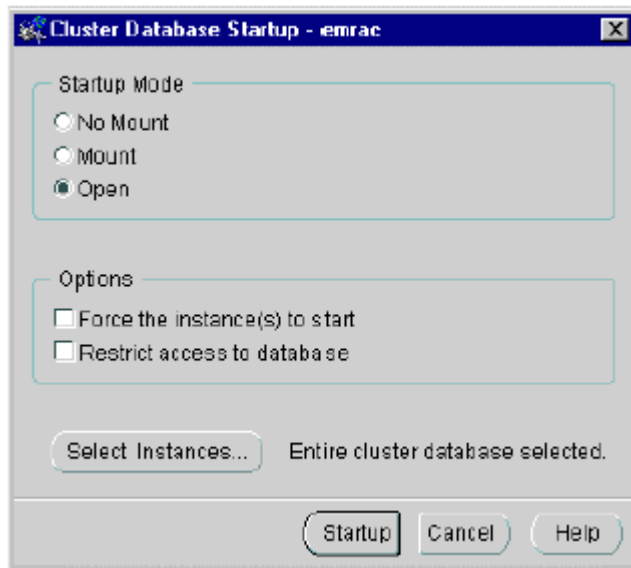 Cluster Database Startup - emrac
Startup Mode
No Mount
Mount
Open
Options
Force the instance(s) to start
Restrict access to database
Select Instances... Entire cluster database selected.
Startup Cancel Help